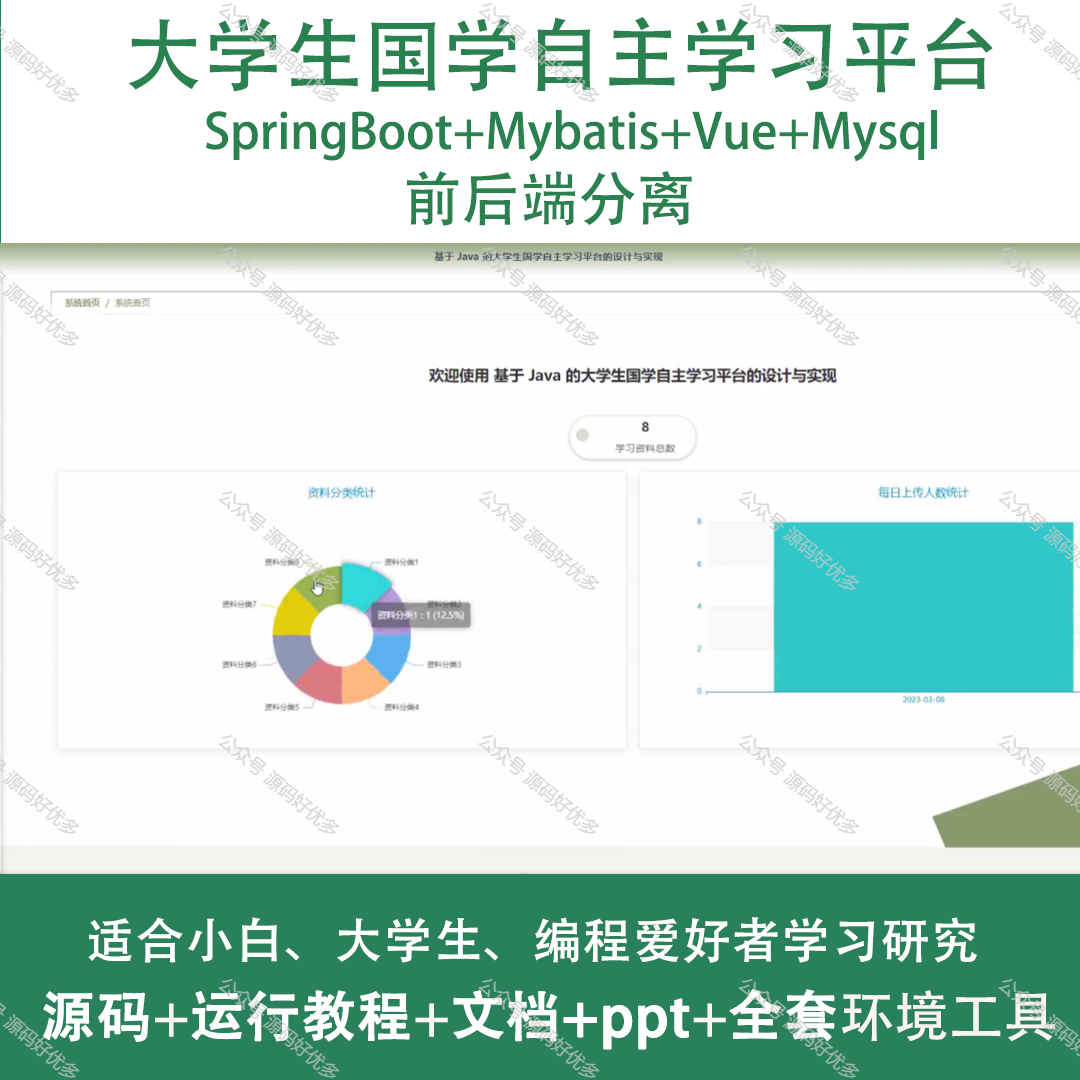 大学生国学自主学习平台
SpringBoot+Mybatis+Vue+Mysql
前后端分离
基于 Java 的大学生国学自主学习平台的设计与实现
系统首页 / 系统首页
欢迎使用 基于 Java 的大学生国学自主学习平台的设计与实现
8
学习资料总数
资料分类统计
资料分类8
资料分类1
资料分类7
资料分类2
资料分类1 : 1 (12.5%)
资料分类6
资料分类3
资料分类5
资料分类4
每日上传人数统计
8
6
4
2
0
2023-03-08
适合小白、大学生、编程爱好者学习研究
源码+运行教程+文档+ppt+全套环境工具
公众号 源码好优多